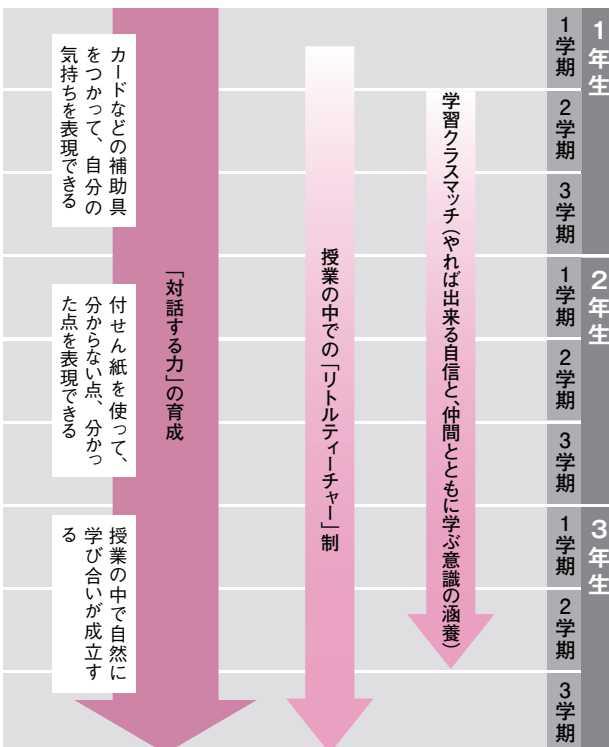 1年生
1学期
2学期
3学期
2年生
1学期
2学期
3学期
3年生
1学期
2学期
3学期
学習クラスマッチ(やれば出来る自信と、仲間とともに学ぶ意識の涵養)
授業の中での「リトルティーチャー」制
「対話する力」の育成
カードなどの補助具
をつかって、自分の
気持ちを表現できる
付せん紙を使って、
分からない点、分かっ
た点を表現できる
授業の中で自然に
学び合いが成立す
る